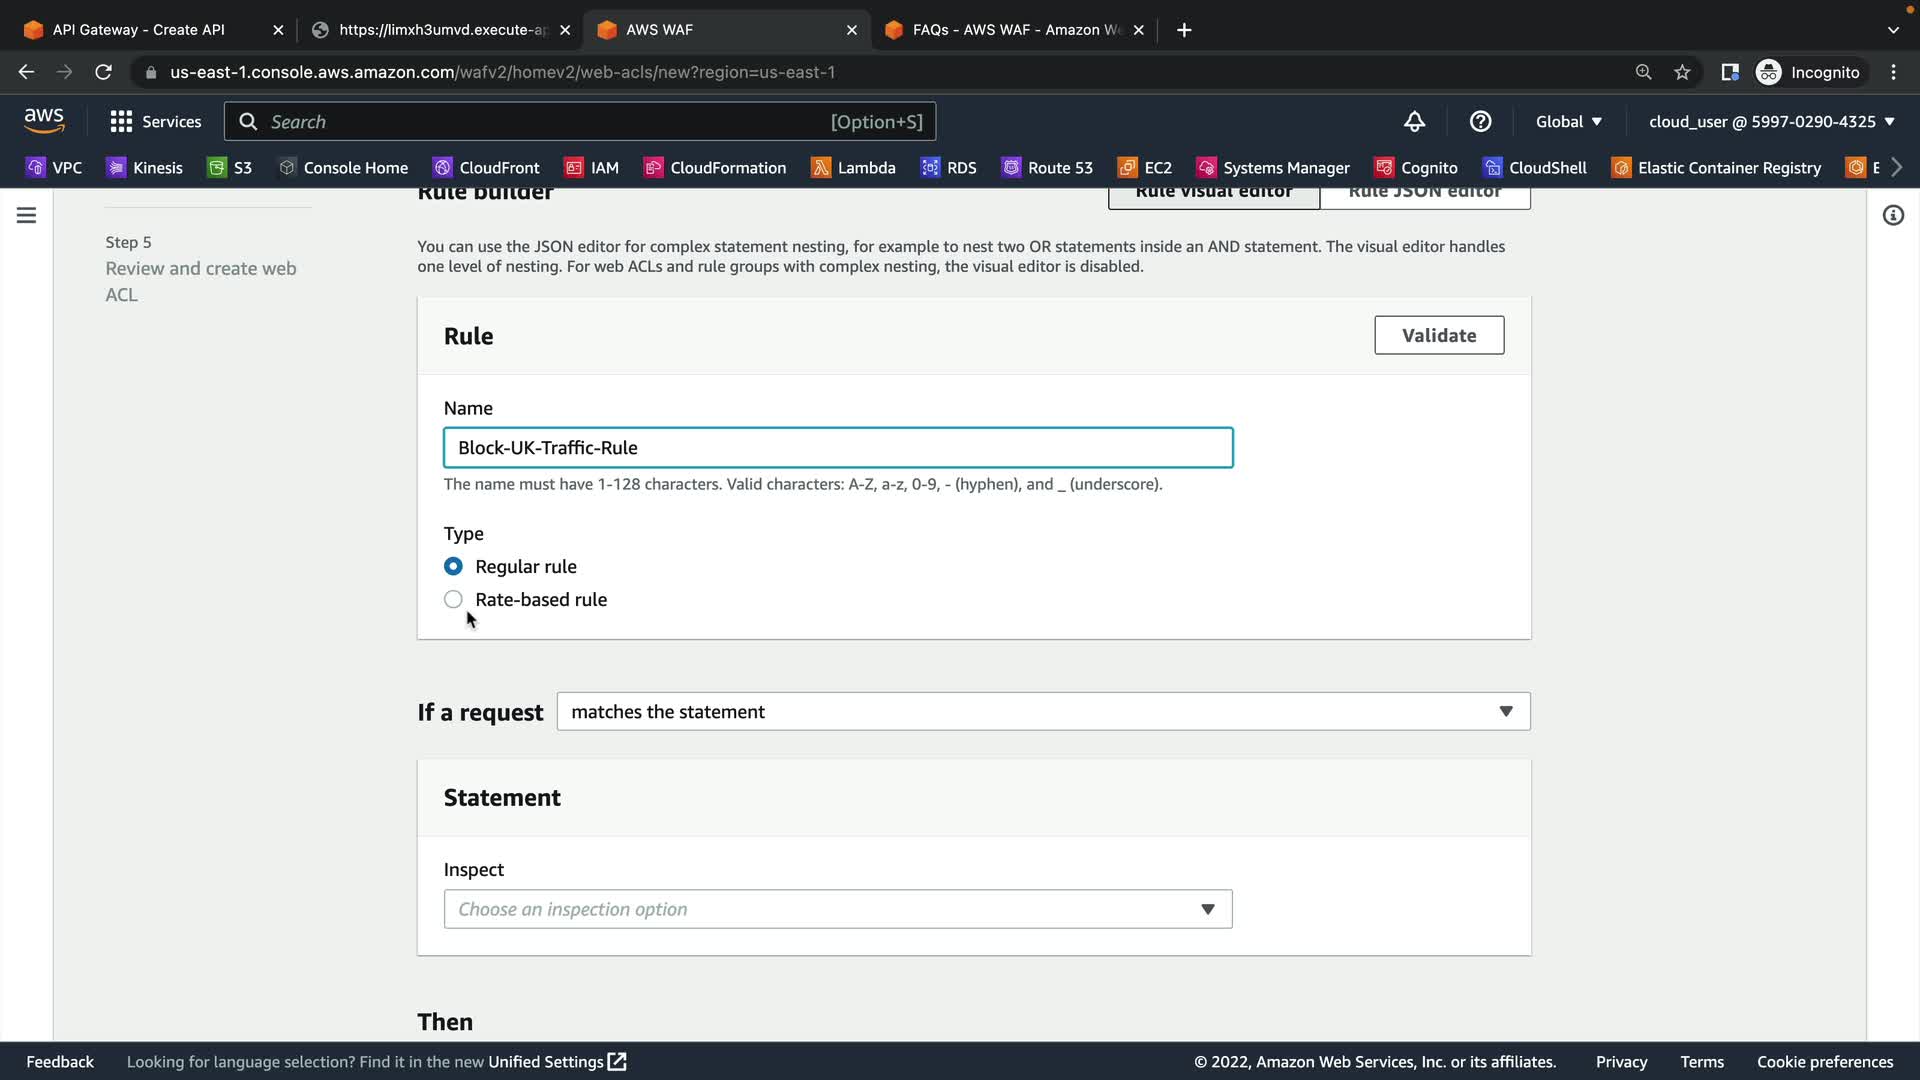 API Gateway - Create API
https://limxh3umvd.execute-ap
AWS WAF
FAQs - AWS WAF - Amazon We
us-east-1.console.aws.amazon.com/wafv2/homev2/web-acls/new?region=us-east-1
Incognito
aws
Services
Search
[Option+S]
Global
cloud_user @ 5997-0290-4325
VPC
Kinesis
S3
Console Home
CloudFront
IAM
CloudFormation
Lambda
RDS
Route 53
EC2
Systems Manager
Cognito
CloudShell
Elastic Container Registry
E
Rule builder
Rule visual editor
Rule JSON editor
Step 5
Review and create web
ACL
You can use the JSON editor for complex statement nesting, for example to nest two OR statements inside an AND statement. The visual editor handles
one level of nesting. For web ACLs and rule groups with complex nesting, the visual editor is disabled.
Rule
Validate
Name
Block-UK-Traffic-Rule
The name must have 1-128 characters. Valid characters: A-Z, a-z, 0-9, - (hyphen), and _ (underscore).
Type
Regular rule
Rate-based rule
If a request
matches the statement
Statement
Inspect
Choose an inspection option
Then
Feedback
Looking for language selection? Find it in the new Unified Settings
© 2022, Amazon Web Services, Inc. or its affiliates.
Privacy
Terms
Cookie preferences